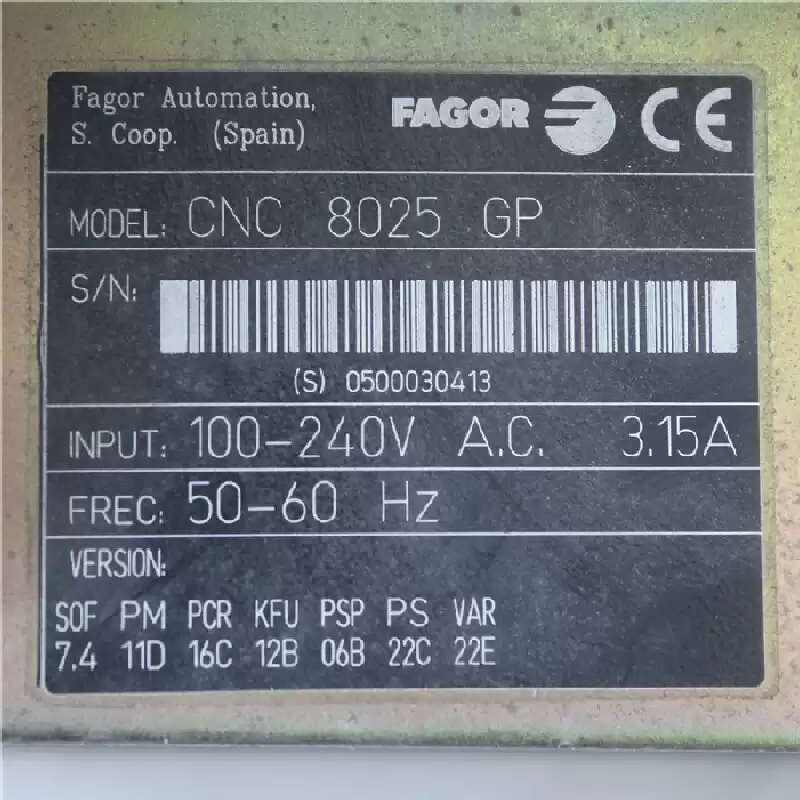 Fagor Automation,
S. Coop. (Spain)
FAGOR CE
MODEL: CNC 8025 GP
S/N:
(S) 0500030413
INPUT: 100-240V A.C. 3.15A
FREC: 50-60 Hz
VERSION:
SOF PM PCR KFU PSP PS VAR
7.4 11D 16C 12B 06B 22C 22E